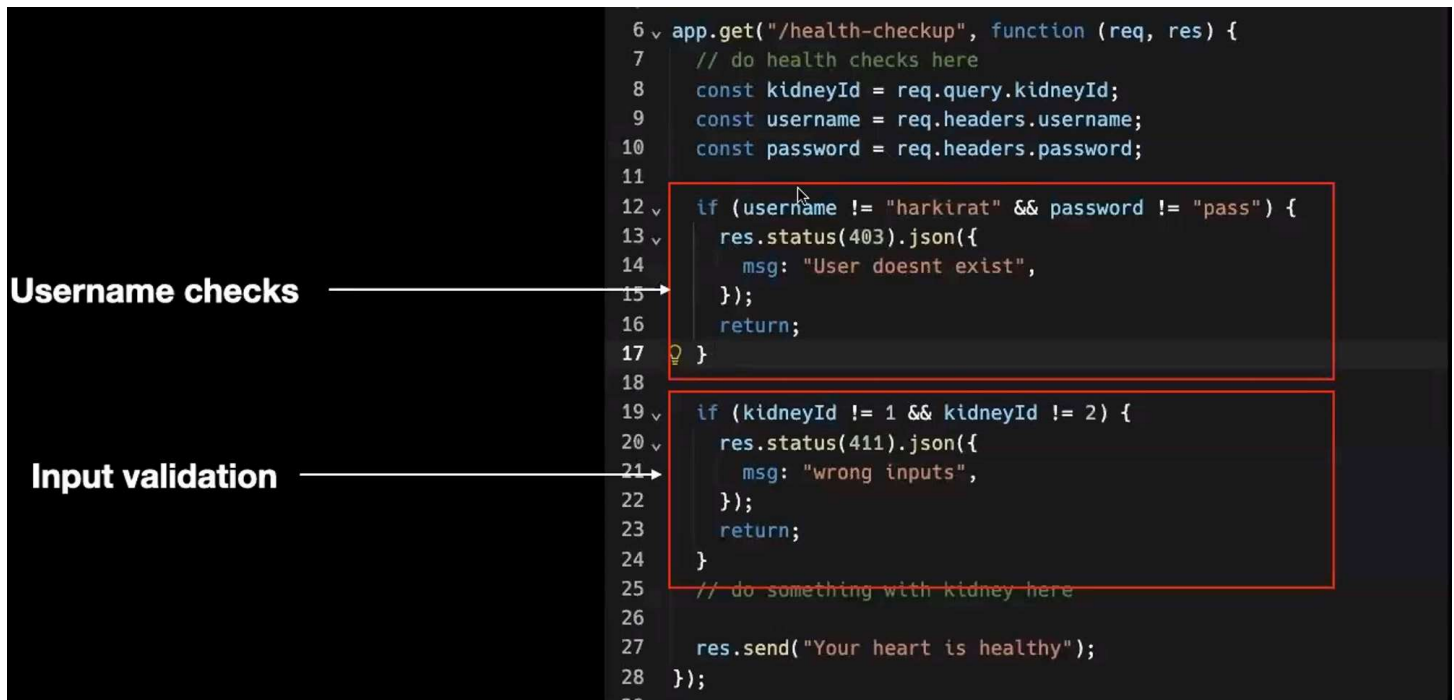 6 app.get("/health-checkup", function (req, res) {
7 // do health checks here
8 const kidneyId = req.query.kidneyId;
9 const username = req.headers.username;
10 const password = req.headers.password;
11
12 if (username != "harkirat" && password != "pass") {
13 res.status(403).json({
14 msg: "User doesnt exist",
Username checks
15 });
16 return;
17 }
18
19 if (kidneyId != 1 && kidneyId != 2) {
20 res.status(411).json({
Input validation
21 msg: "wrong inputs",
22 });
23 return;
24 }
25 // do something with kidney here
26
27 res.send("Your heart is healthy");
28 });